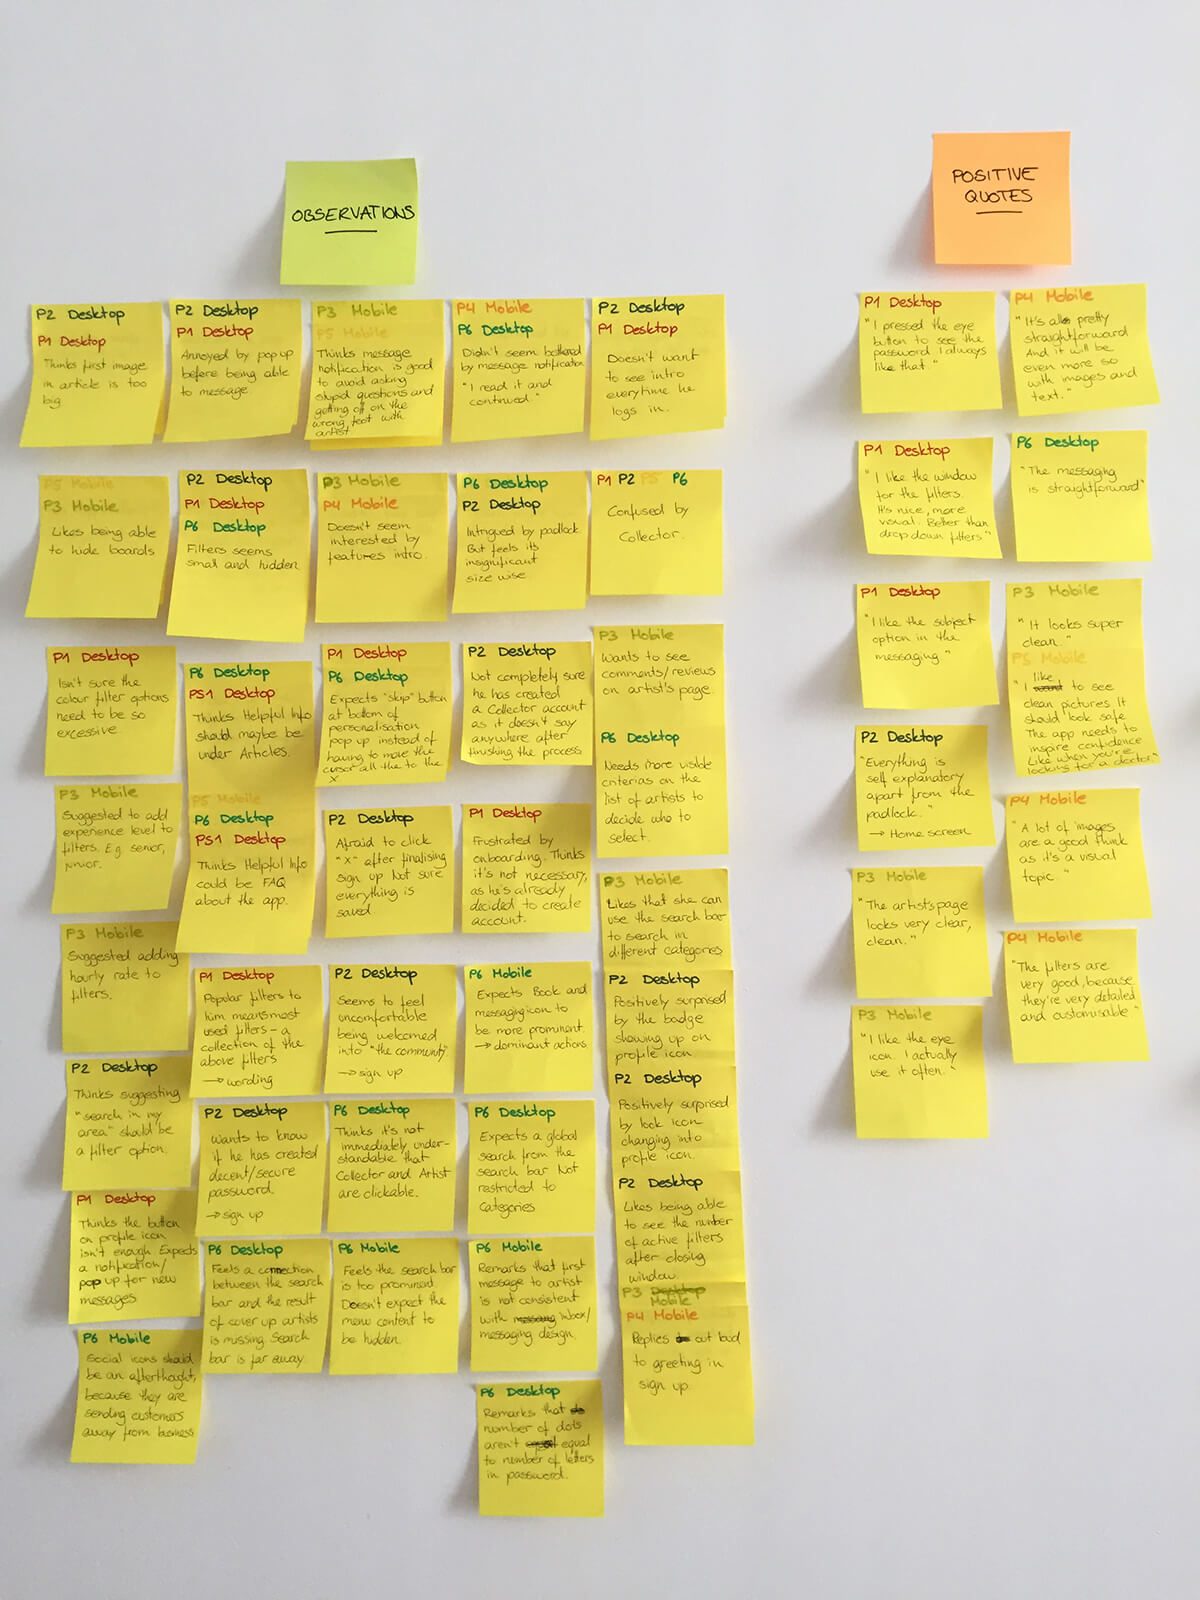 OBSERVATIONS
P2 Desktop
P1 Desktop
Thinks first image
in article is too
big
P2 Desktop
P1 Desktop
Annoyed by pop up
before being able
to message.
P3 Mobile
P5 Mobile
Thinks message
notification is good
to avoid asking
stupid questions and
getting off on the
wrong foot with
artist
P4 Mobile
P6 Desktop
Didn't seem bothered
by message notification
"I read it and
continued."
P2 Desktop
P1 Desktop
Doesn't want
to see intro
everytime he
logs in.
P5 Mobile
P3 Mobile
Likes being able
to hide boards
P2 Desktop
P1 Desktop
P6 Desktop
Filters seems
small and hidden
P3 Mobile
P4 Mobile
Doesn't seem
interested by
features intro.
P6 Desktop
P2 Desktop
Intrigued by padlock.
But feels its
insignificant
size wise
P1 P2 P5 P6
Confused by
Collector.
P1 Desktop
Isn't sure the
colour filter options
need to be so
excessive
P6 Desktop
PS1 Desktop
Thinks Helpful Info
should maybe be
under Articles.
P1 Desktop
P6 Desktop
Expects "skip" button
at bottom of
personalisation
pop up instead of
having to move the
cursor all the to the
X
P2 Desktop
Not completely sure
he has created
a Collector account
as it doesn't say
anywhere after
finishing the process
P3 Mobile
Wants to see
comments/reviews
on artist's page.
P6 Desktop
Needs more visible
criterias on the
list of artists to
decide who to
select.
P3 Mobile
Suggested to add
experience level to
filters. E.g senior,
junior.
P5 Mobile
P6 Desktop
PS1 Desktop
Thinks Helpful Info
could be FAQ
about the app.
P2 Desktop
Afraid to click
"X" after finalising
sign up Not sure
everything is
saved
P1 Desktop
Frustrated by
onboarding. Thinks
it's not necessary,
as he's already
decided to create
account.
P3 Mobile
Likes that she can
use the search bar
to search in
different categories
P3 Mobile
Suggested adding
hourly rate to
filters.
P1 Desktop
Popular filters to
him means most
used filters - a
collection of the
above filters
→ wording
P2 Desktop
Seems to feel
uncomfortable
being welcomed
into "the community"
→ sign up
P6 Mobile
Expects Book and
messaging icon to
be more prominent.
→ dominant actions
P2 Desktop
Positively surprised
by the badge
showing up on
profile icon
P2 Desktop
Thinks suggesting
"search in my
area" should be
a filter option.
P2 Desktop
Wants to know
if he has created
decent/secure
password.
→ sign up
P6 Desktop
Thinks it's not
immediately under-
standable that
Collector and Artist
are clickable.
P6 Desktop
Expects a global
search from the
search bar Not
restricted to
Categories
P2 Desktop
Positively surprised
by look icon
changing into
profile icon.
P2 Desktop
Likes being able
to see the number
of active filters
after closing
window.
P1 Desktop
Thinks the button
on profile icon
isn't enough Expects
a notification/
pop up for new
messages
P6 Desktop
Feels a connection
between the search
bar and the result
of cover up artists
is missing. Search
bar is far away.
P6 Mobile
Feels the search bar
is too prominent
Doesn't expect the
menu content to
be hidden.
P6 Mobile
Remarks that first
message to artist
is not consistent
with inbox/
messaging design.
P3 Desktop
Mobile
P4 Mobile
Replies out loud
to greeting in
sign up.
P6 Mobile
Social icons should
be an afterthought,
because they are
sending customers
away from business
P6 Desktop
Remarks that
number of dots
aren't equal
to number of letters
in password.
POSITIVE
QUOTES
P1 Desktop
"I pressed the eye
button to see the
password. I always
like that."
P4 Mobile
"It's all pretty
straightforward
And it will be
even more so
with images and
text."
P1 Desktop
"I like the window
for the filters.
It's nice, more
visual. Better than
drop down filters"
P6 Desktop
"The messaging
is straightforward"
P1 Desktop
"I like the subject
option in the
messaging"
P3 Mobile
"It looks super
clean."
P5 Mobile
"I like to see
clean pictures It
should look safe
The app needs to
inspire confidence
Like when you're
looking for a doctor."
P2 Desktop
"Everything is
self explanatory
apart from the
padlock."
→ Home screen
P4 Mobile
"A lot of images
are a good think
as it's a visual
topic."
P3 Mobile
"The artist's page
looks very clear,
clean."
P4 Mobile
"The filters are
very good, because
they're very detailed
and customisable"
P3 Mobile
"I like the eye
icon. I actually
use it often."